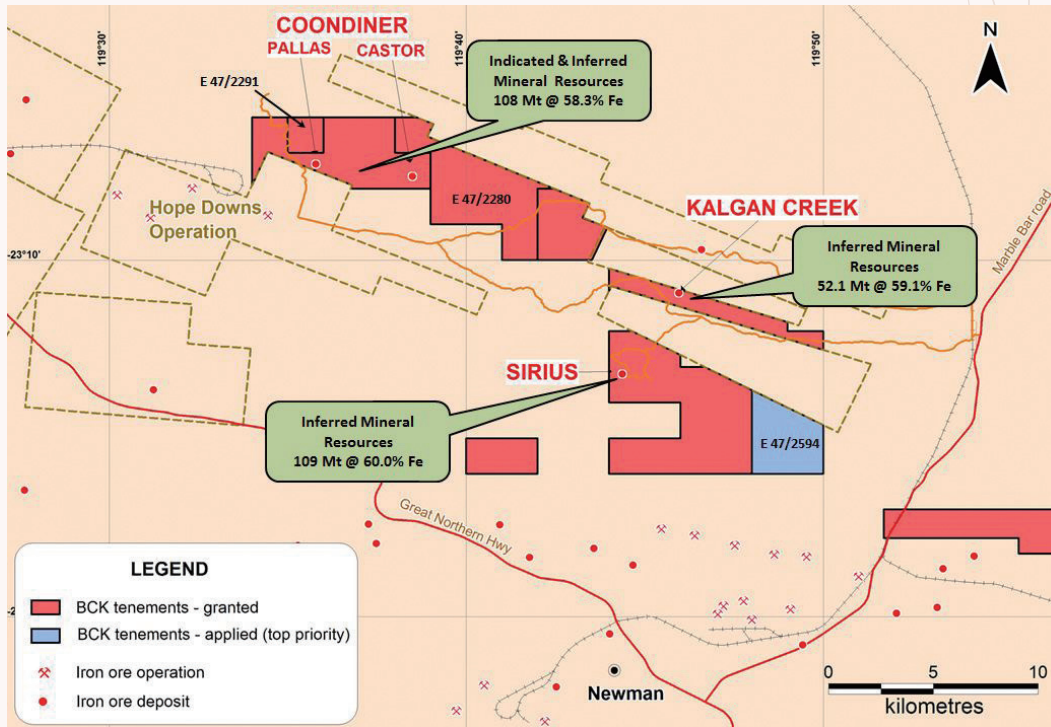 119°30'
119°40'
119°50'
N
COONDINER
PALLAS
CASTOR
E 47/2291
Indicated & Inferred
Mineral Resources
108 Mt @ 58.3% Fe
E 47/2280
Hope Downs
Operation
KALGAN CREEK
Marble Bar road
-23°10'
Inferred Mineral
Resources
52.1 Mt @ 59.1% Fe
SIRIUS
Inferred Mineral
Resources
109 Mt @ 60.0% Fe
E 47/2594
Great Northern Hwy
LEGEND
BCK tenements - granted
BCK tenements - applied (top priority)
Iron ore operation
Iron ore deposit
Newman
0 5 10
kilometres